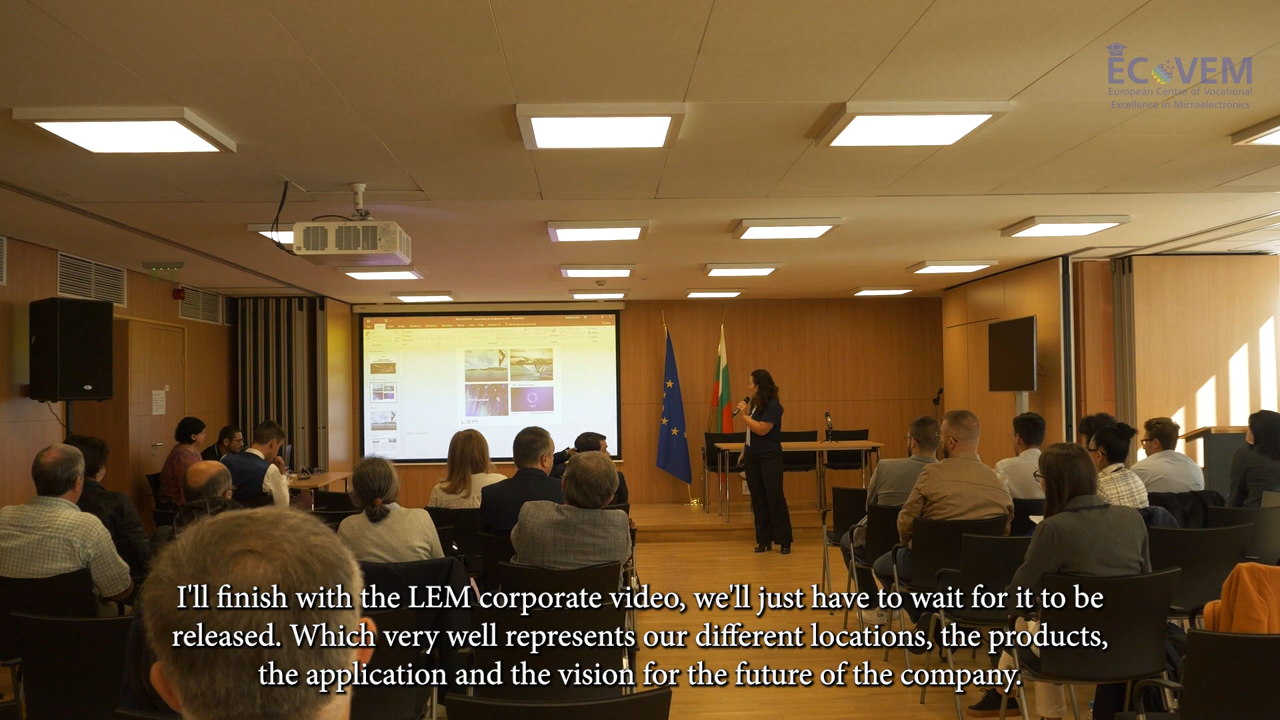 ECOVEM
European Centre of Vocational
Excellence in Microelectronics
LEM
I'll finish with the LEM corporate video, we'll just have to wait for it to be
released. Which very well represents our different locations, the products,
the application and the vision for the future of the company.